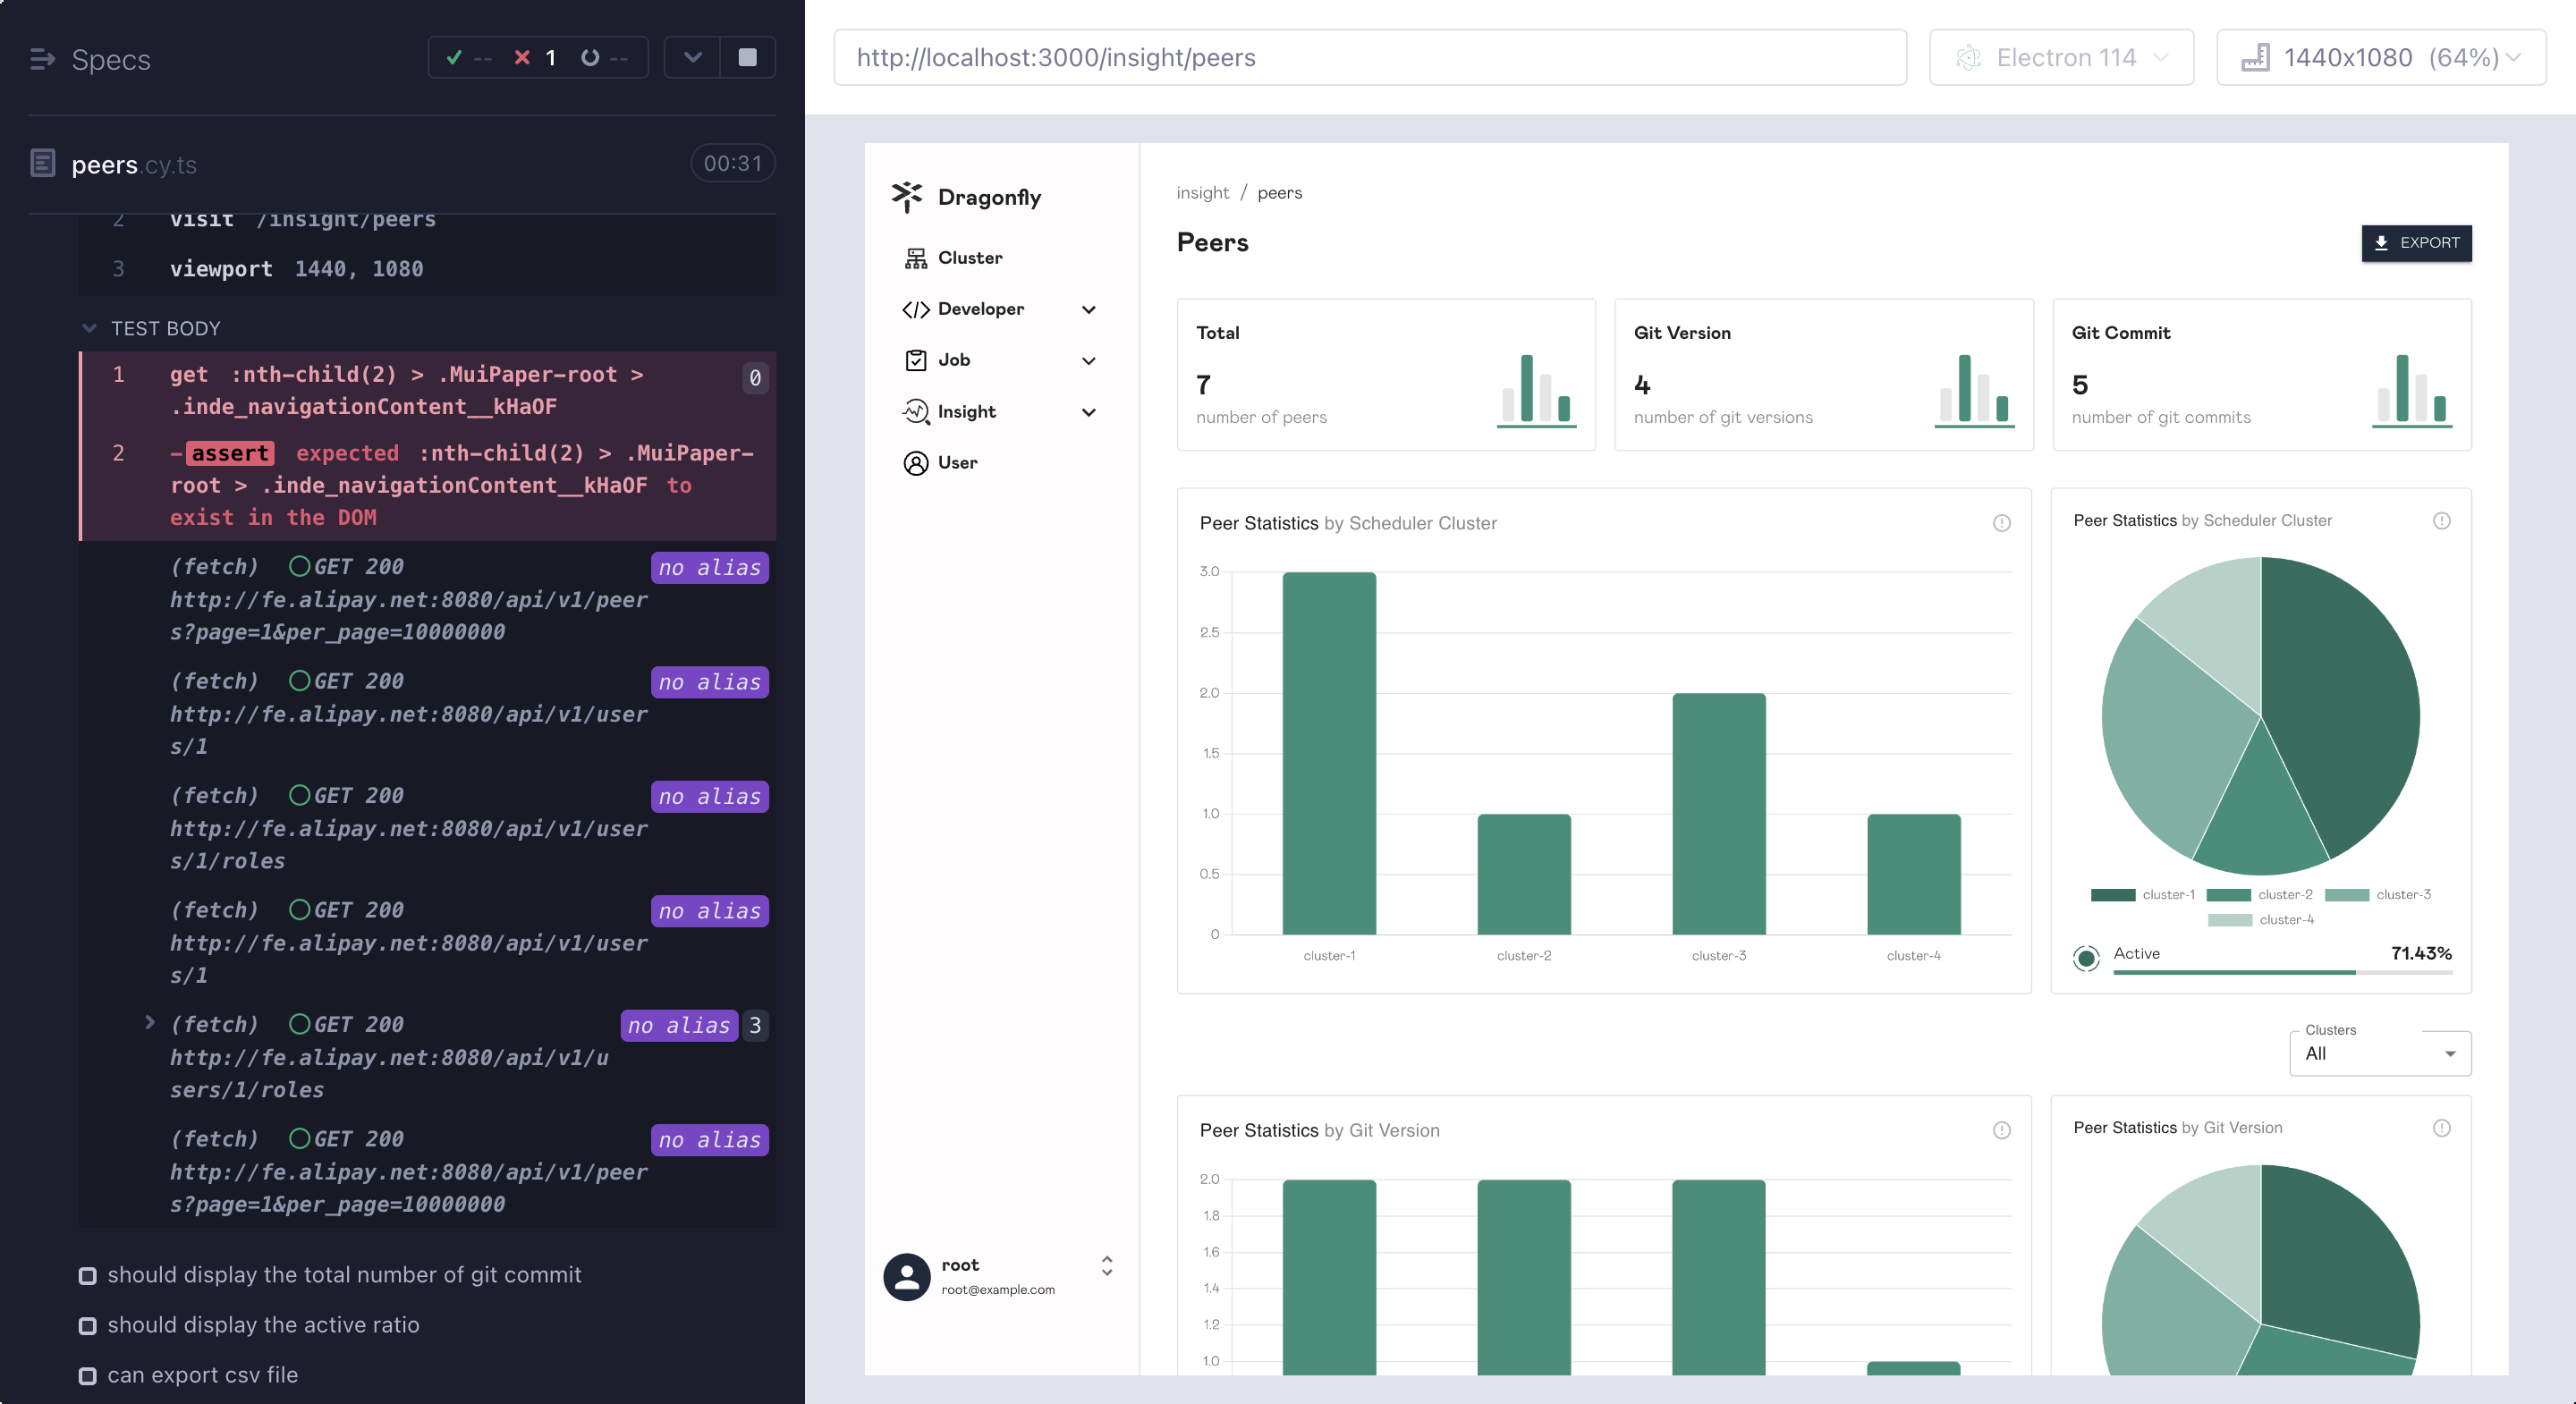 Specs
-- 1 --
peers.cy.ts
00:31
2 visit /insight/peers
3 viewport 1440, 1080
TEST BODY
1 get :nth-child(2) > .MuiPaper-root >
.inde_navigationContent__kHaOF
0
2 -assert expected :nth-child(2) > .MuiPaper-
root > .inde_navigationContent__kHaOF to
exist in the DOM
(fetch) GET 200 no alias
http://fe.alipay.net:8080/api/v1/peer
s?page=1&per_page=10000000
(fetch) GET 200 no alias
http://fe.alipay.net:8080/api/v1/user
s/1
(fetch) GET 200 no alias
http://fe.alipay.net:8080/api/v1/user
s/1/roles
(fetch) GET 200 no alias
http://fe.alipay.net:8080/api/v1/user
s/1
(fetch) GET 200 no alias 3
http://fe.alipay.net:8080/api/v1/u
sers/1/roles
(fetch) GET 200 no alias
http://fe.alipay.net:8080/api/v1/peer
s?page=1&per_page=10000000
should display the total number of git commit
should display the active ratio
can export csv file
http://localhost:3000/insight/peers
Electron 114
1440x1080 (64%)
Dragonfly
Cluster
Developer
Job
Insight
User
root
root@example.com
insight / peers
Peers
EXPORT
Total
7
number of peers
Git Version
4
number of git versions
Git Commit
5
number of git commits
Peer Statistics by Scheduler Cluster
3.0
2.5
2.0
1.5
1.0
0.5
0
cluster-1 cluster-2 cluster-3 cluster-4
Peer Statistics by Scheduler Cluster
cluster-1 cluster-2 cluster-3
cluster-4
Active 71.43%
Clusters
All
Peer Statistics by Git Version
2.0
1.8
1.6
1.4
1.2
1.0
Peer Statistics by Git Version